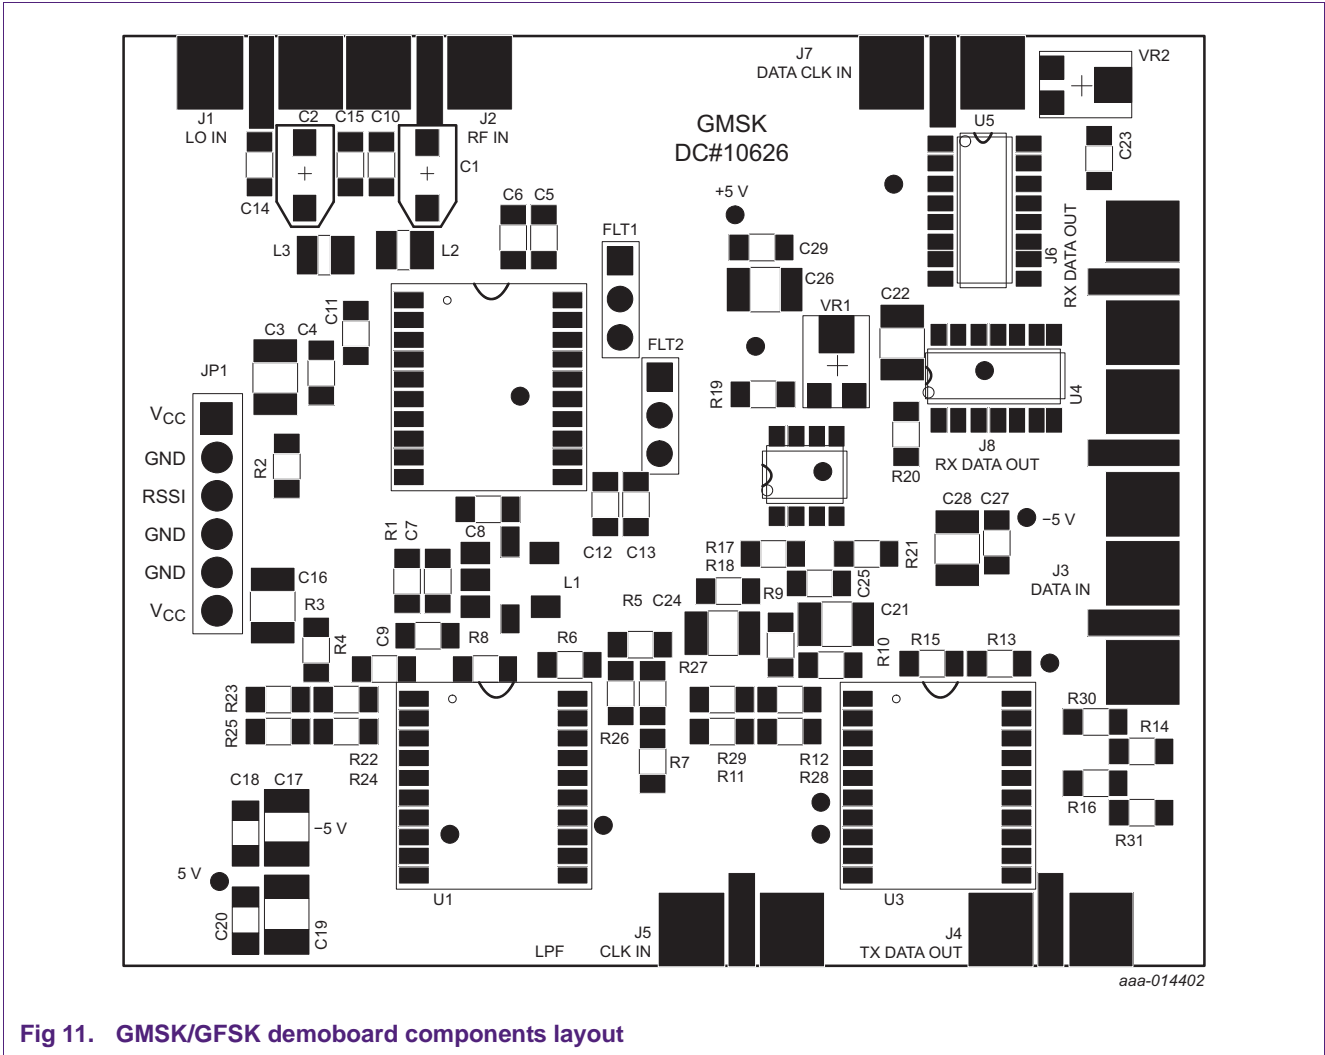 J1
LO IN
C2
C15
C10
J2
RF IN
C1
C14
L3
L2
C6
C5
FLT1
FLT2
GMSK
DC#10626
+5 V
C29
C26
VR1
C22
J7
DATA CLK IN
VR2
U5
C23
J6
RX DATA OUT
U4
J8
RX DATA OUT
R19
R20
C28
C27
−5 V
J3
DATA IN
C11
C3
C4
JP1
VCC
GND
RSSI
GND
GND
VCC
R2
C16
R3
R4
R1
C7
C8
L1
C12
C13
C9
R8
R6
R5
C24
R17
R18
R9
C25
R21
C21
R10
R15
R13
R27
R23
R25
R22
R24
R26
R7
R29
R11
R12
R28
R30
R14
R16
R31
C18
C17
−5 V
5 V
C20
C19
U1
U3
LPF
J5
CLK IN
J4
TX DATA OUT
aaa-014402
Fig 11. GMSK/GFSK demoboard components layout